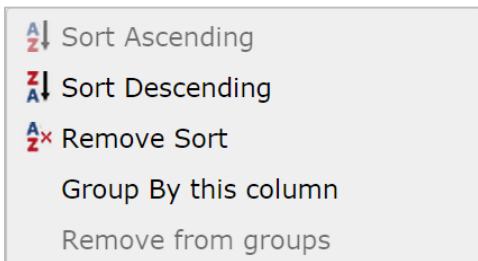 Sort Ascending
Sort Descending
Remove Sort
Group By this column
Remove from groups